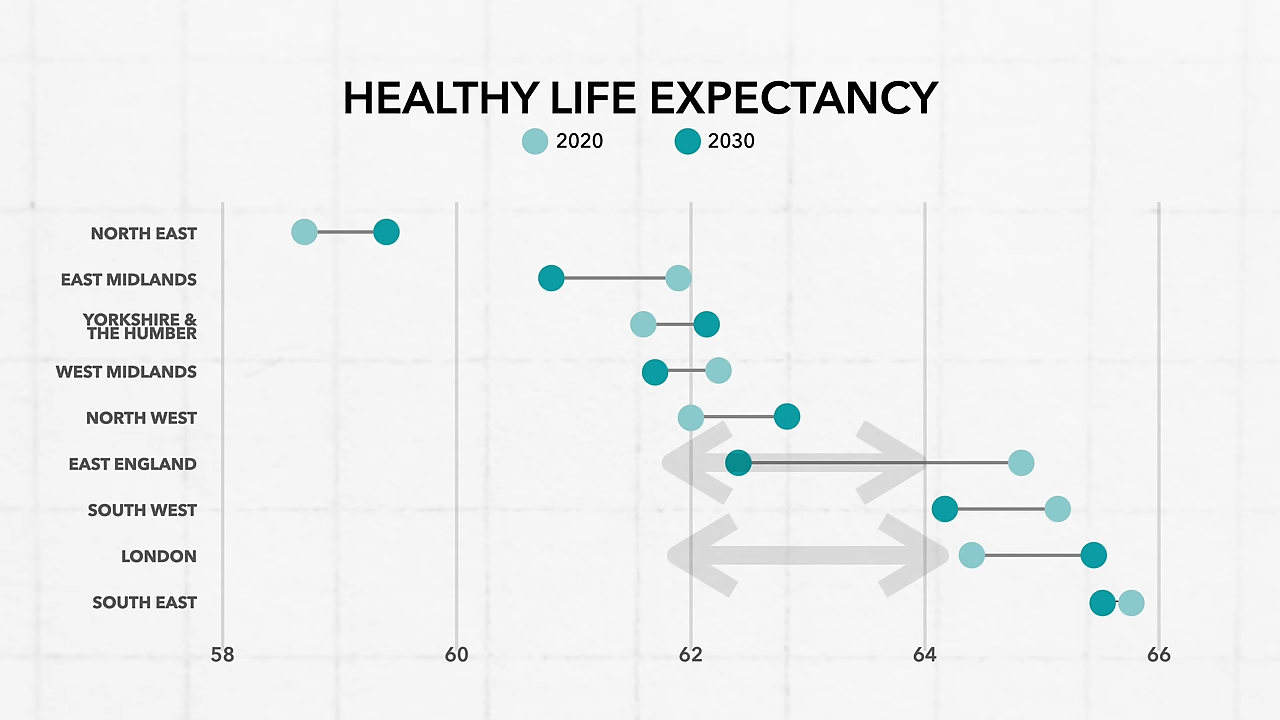 HEALTHY LIFE EXPECTANCY
2020 2030
NORTH EAST
EAST MIDLANDS
YORKSHIRE &
THE HUMBER
WEST MIDLANDS
NORTH WEST
EAST ENGLAND
SOUTH WEST
LONDON
SOUTH EAST
58 60 62 64 66